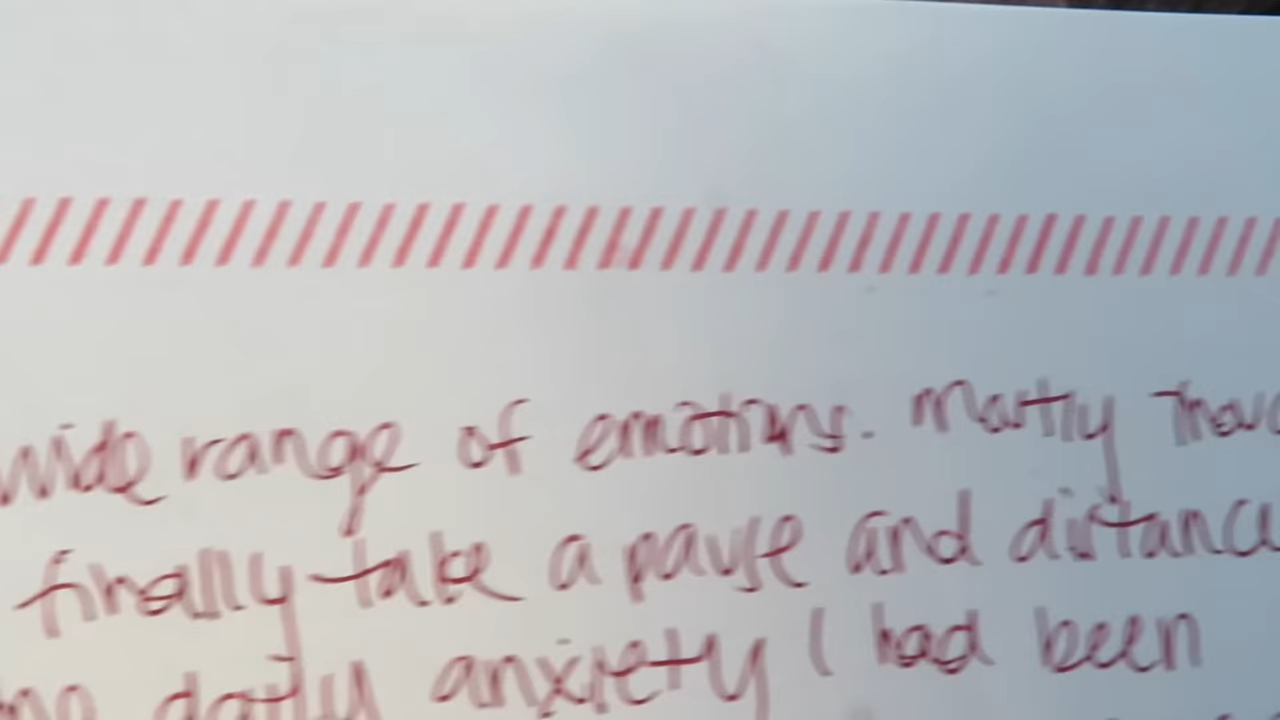 wide range of emotions. Mostly
finally take a pause and
daily anxiety I had been